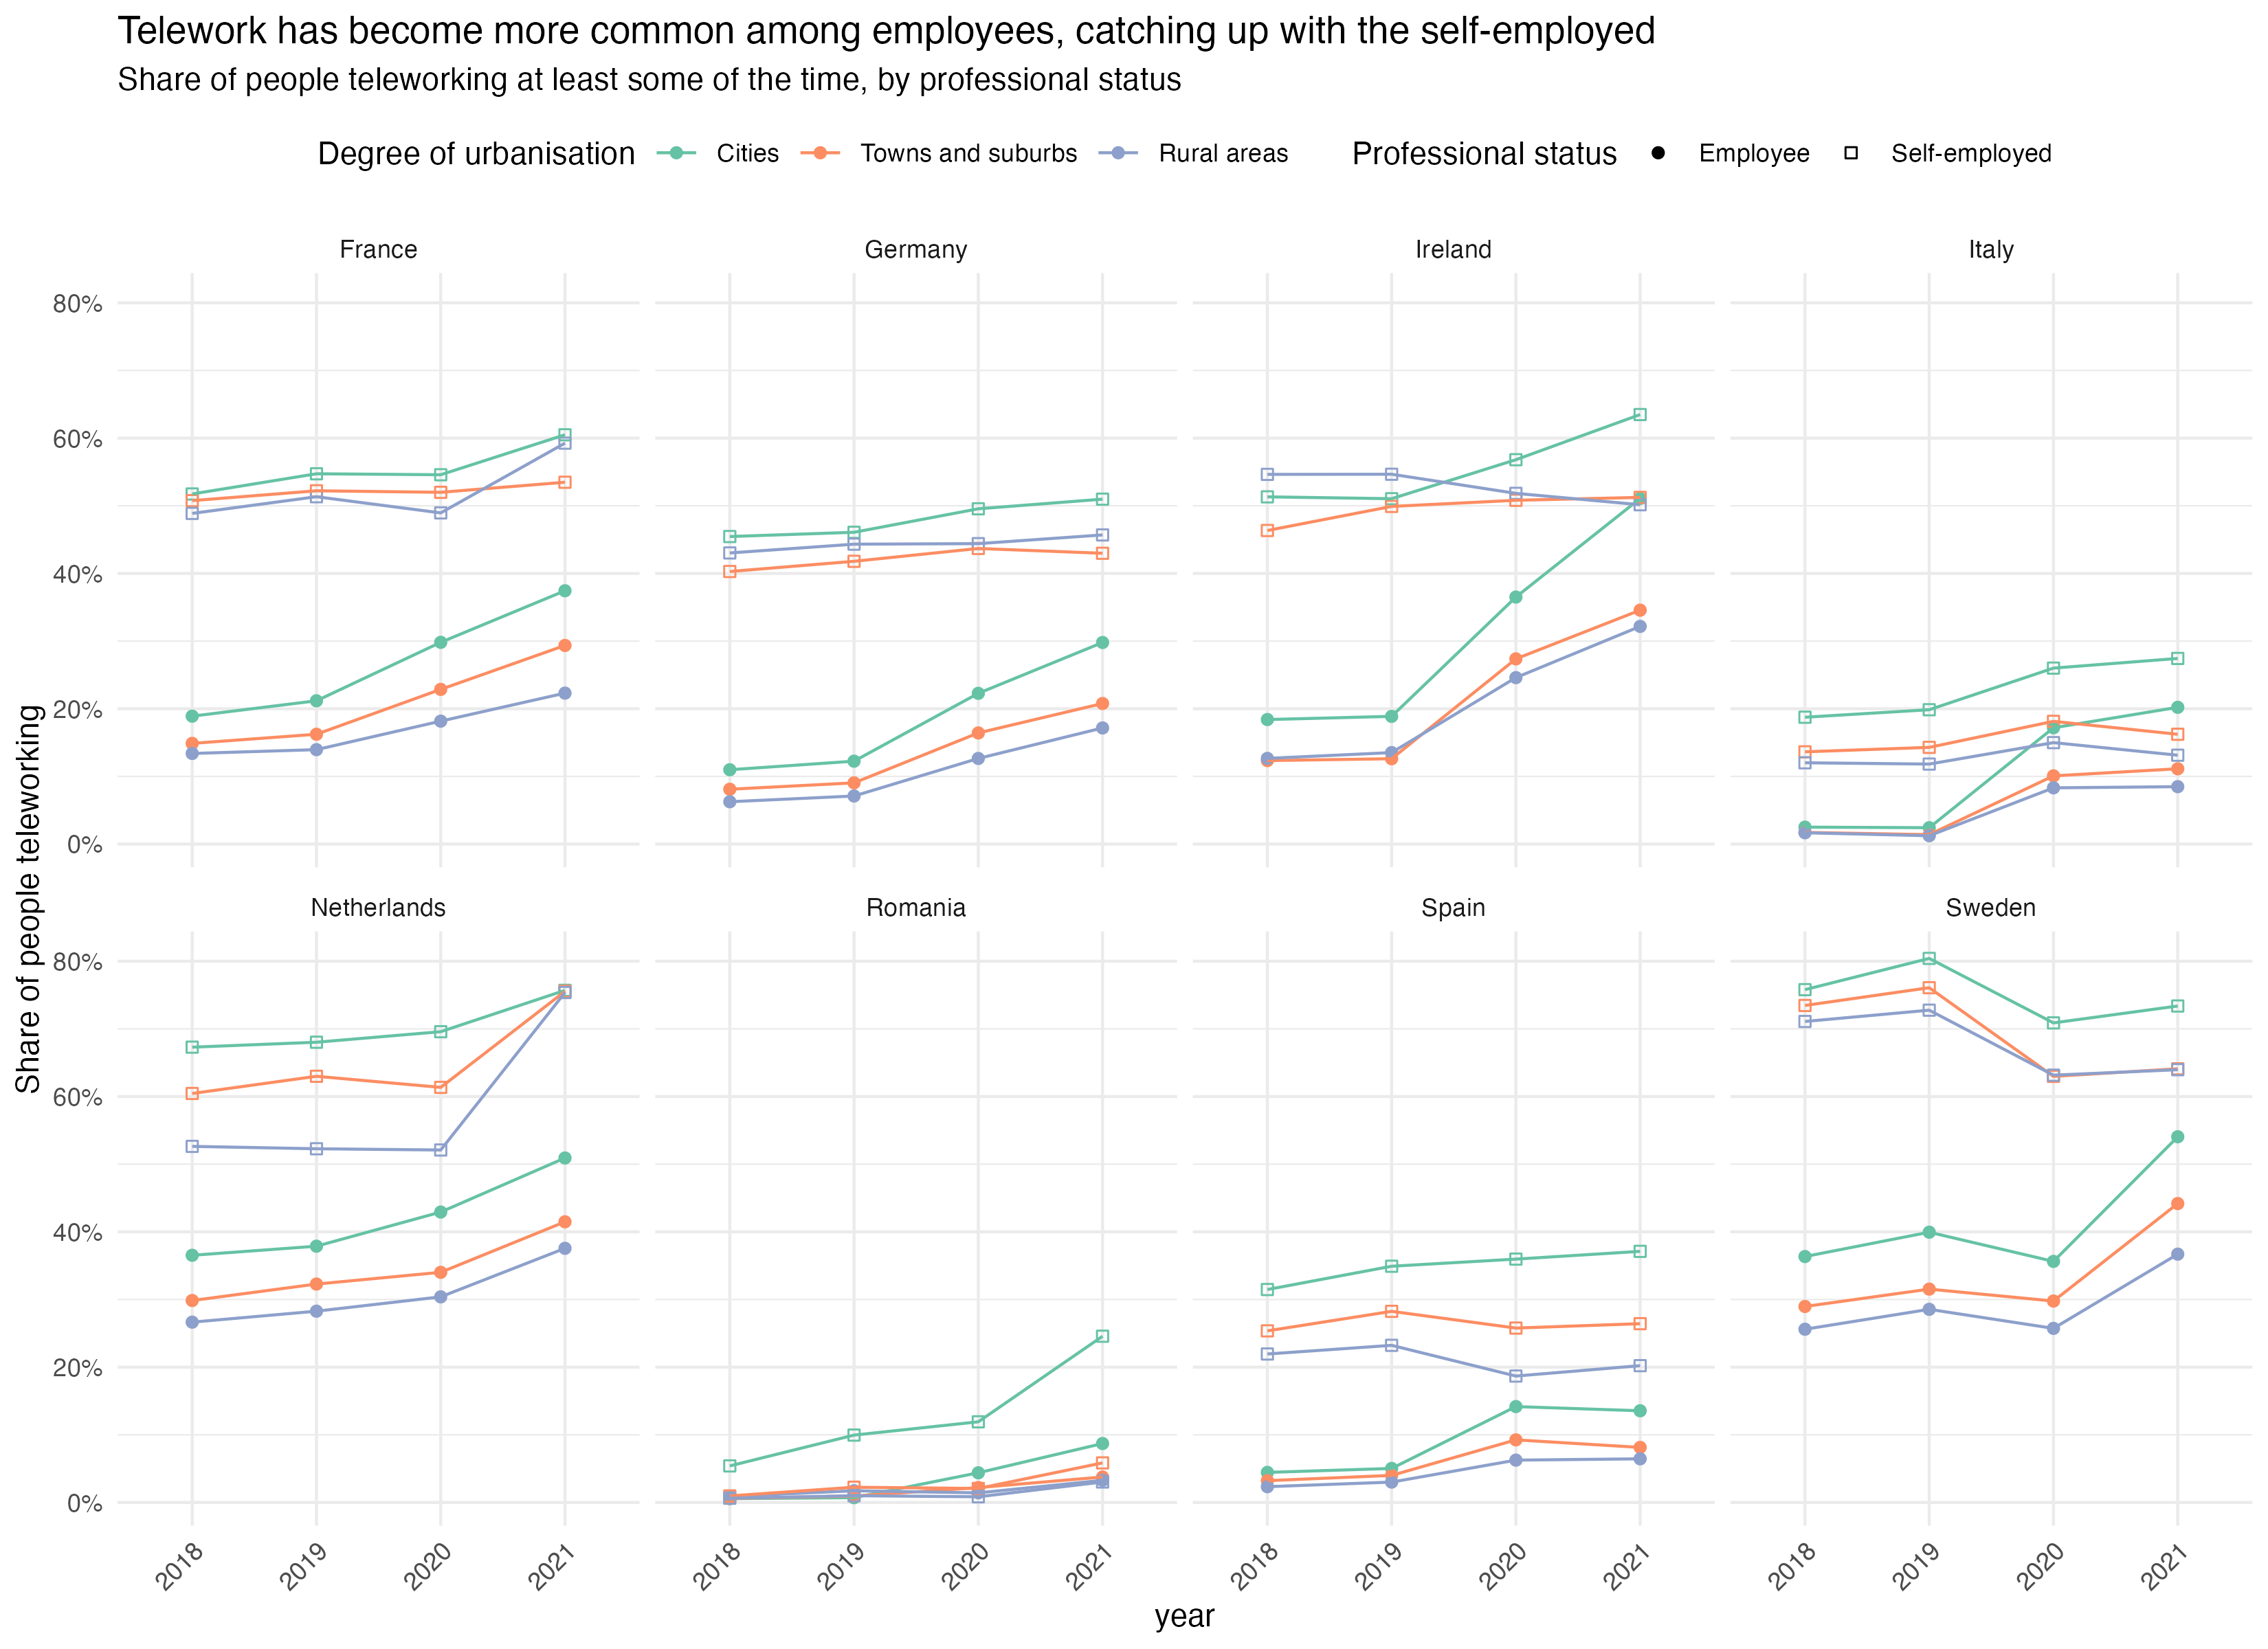 Telework has become more common among employees, catching up with the self-employed
Share of people teleworking at least some of the time, by professional status
Degree of urbanisation Cities Towns and suburbs Rural areas Professional status Employee Self-employed
France Germany Ireland Italy
80%
60%
40%
20%
0%
Share of people teleworking
Netherlands Romania Spain Sweden
80%
60%
40%
20%
0%
2018 2019 2020 2021 2018 2019 2020 2021 2018 2019 2020 2021 2018 2019 2020 2021
year